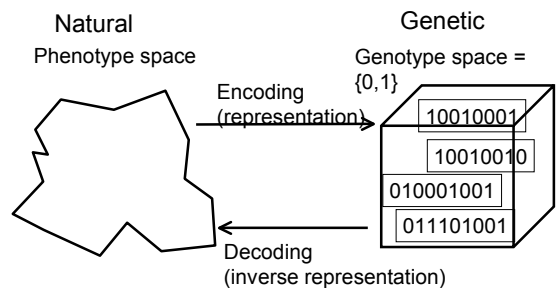 Natural
Genetic
Phenotype space
Genotype space =
{0,1}
Encoding
(representation)
10010001
10010010
010001001
011101001
Decoding
(inverse representation)